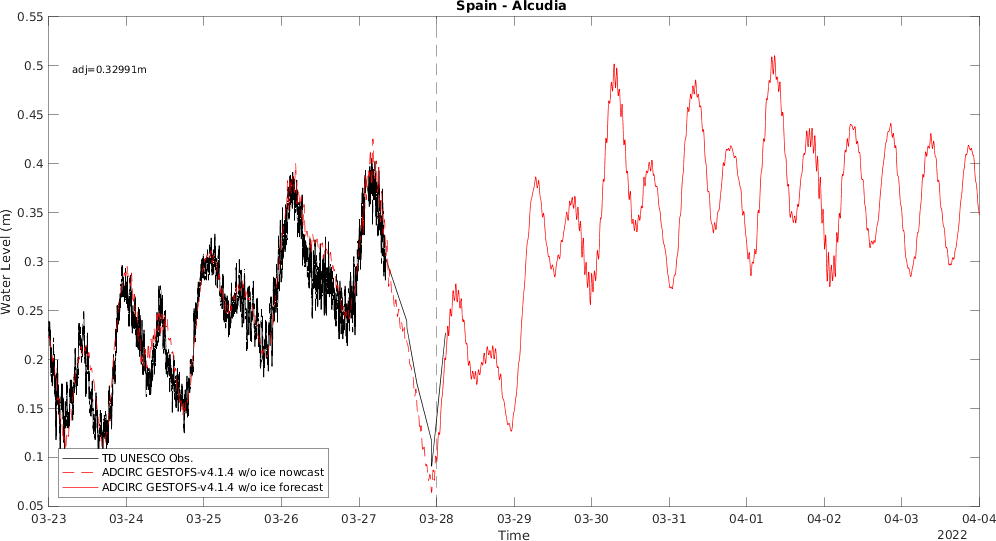 Spain - Alcudia
adj=0.32991m
0.55
0.5
0.45
0.4
0.35
0.3
0.25
0.2
0.15
0.1
0.05
Water Level (m)
TD UNESCO Obs.
ADCIRC GESTOFS-v4.1.4 w/o ice nowcast
ADCIRC GESTOFS-v4.1.4 w/o ice forecast
03-23 03-24 03-25 03-26 03-27 03-28 03-29 03-30 03-31 04-01 04-02 04-03 04-04
Time
2022